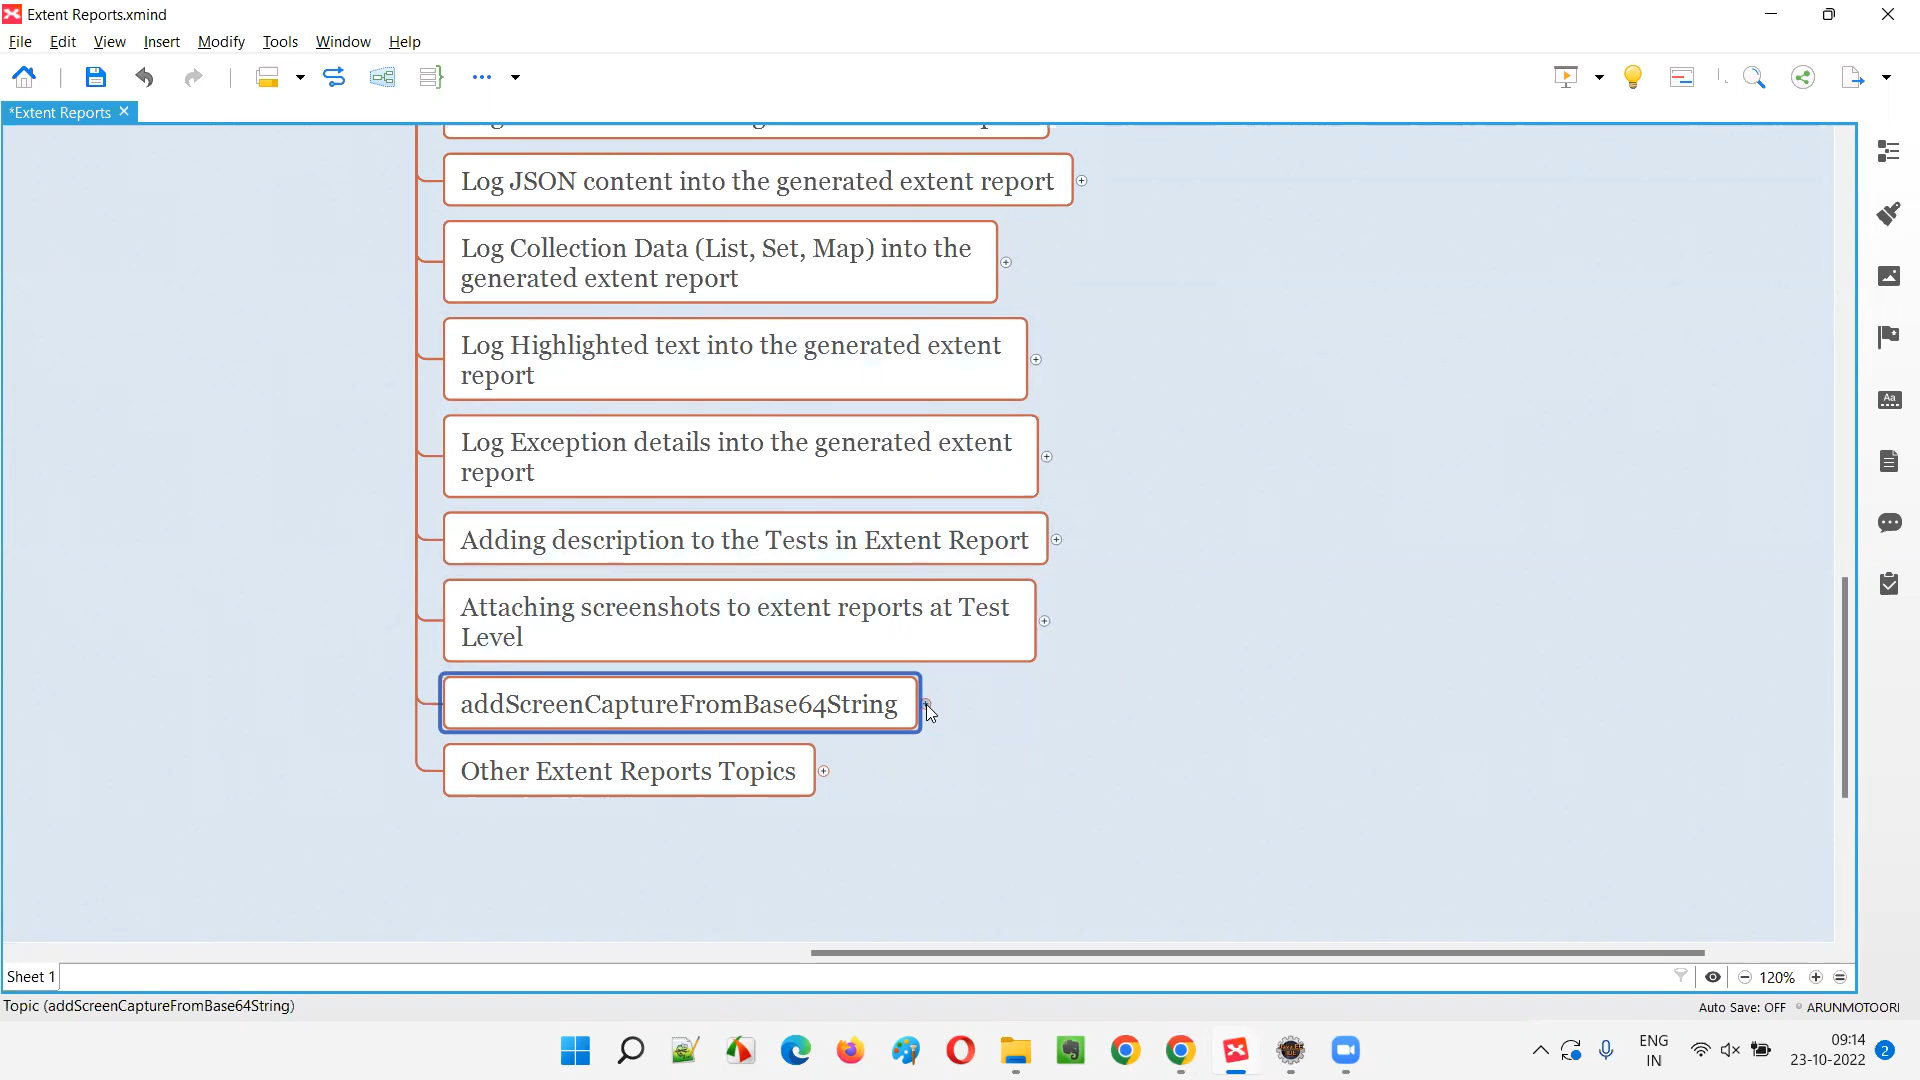 Extent Reports.xmind
File Edit View Insert Modify Tools Window Help
*Extent Reports
Log JSON content into the generated extent report
Log Collection Data (List, Set, Map) into the
generated extent report
Log Highlighted text into the generated extent
report
Log Exception details into the generated extent
report
Adding description to the Tests in Extent Report
Attaching screenshots to extent reports at Test
Level
addScreenCaptureFromBase64String
Other Extent Reports Topics
Sheet 1
120%
Topic (addScreenCaptureFromBase64String)
Auto Save: OFF ARUNMOTOORI
ENG
IN
09:14
23-10-2022
2